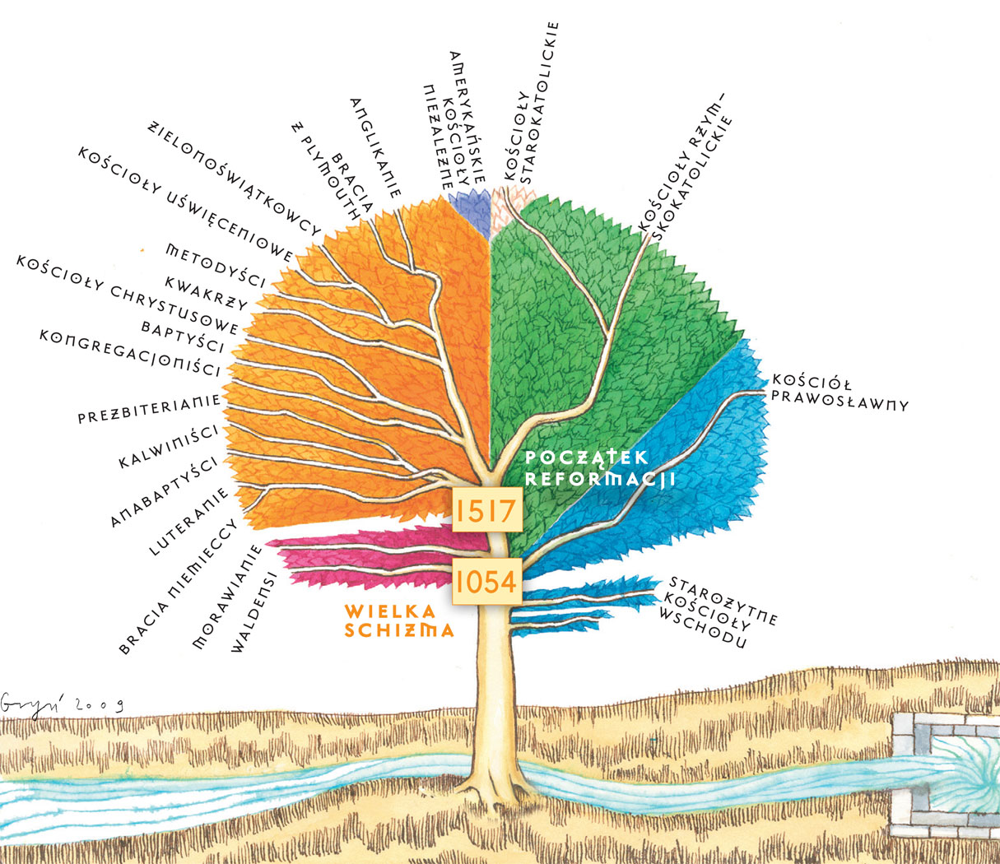 AMERYKAŃSKIE
KOŚCIOŁY
NIEZALEŻNE
KOŚCIOŁY
STAROKATOLICKIE
KOŚCIOŁY RZYM–
SKOKATOLICKIE
ANGLIKANIE
BRACIA
Z PLYMOUTH
ZIELONOŚWIĄTKOWCY
KOŚCIOŁY UŚWIĘCENIOWE
METODYŚCI
KWAKRZY
KOŚCIOŁY CHRYSTUSOWE
BAPTYŚCI
KONGREGACJONIŚCI
PREZBITERIANIE
KALWINIŚCI
ANABAPTYŚCI
LUTERANIE
BRACIA NIEMIECCY
MORAWIANIE
WALDENSI
KOŚCIÓŁ
PRAWOSŁAWNY
POCZĄTEK
REFORMACJI
1517
1054
WIELKA
SCHIZMA
STAROŻYTNE
KOŚCIOŁY
WSCHODU
2009